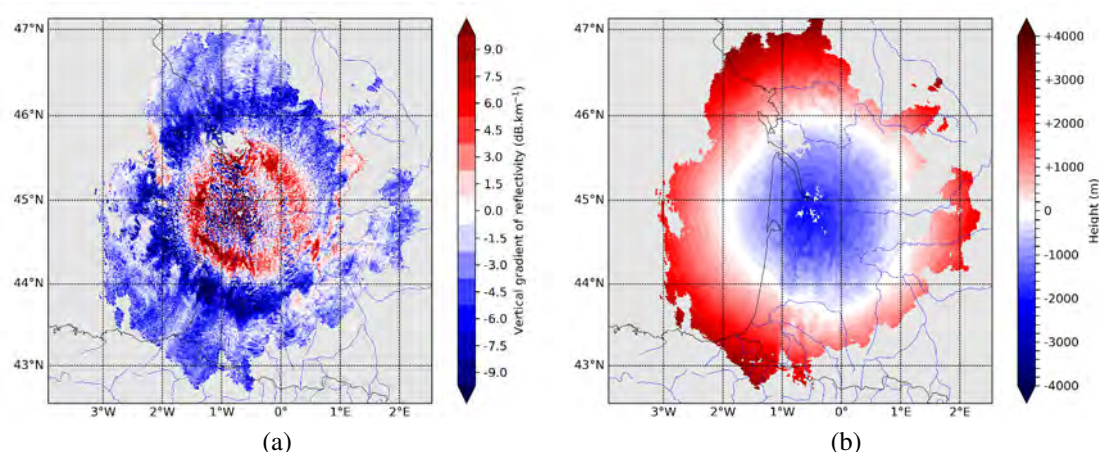 47°N
46°N
45°N
44°N
43°N
3°W 2°W 1°W 0° 1°E 2°E
9.0
7.5
6.0
4.5
3.0
1.5
0.0
-1.5
-3.0
-4.5
-6.0
-7.5
-9.0
Vertical gradient of reflectivity (dB.km⁻¹)
(a)
47°N
46°N
45°N
44°N
43°N
3°W 2°W 1°W 0° 1°E 2°E
+4000
+3000
+2000
+1000
0
-1000
-2000
-3000
-4000
Height (m)
(b)